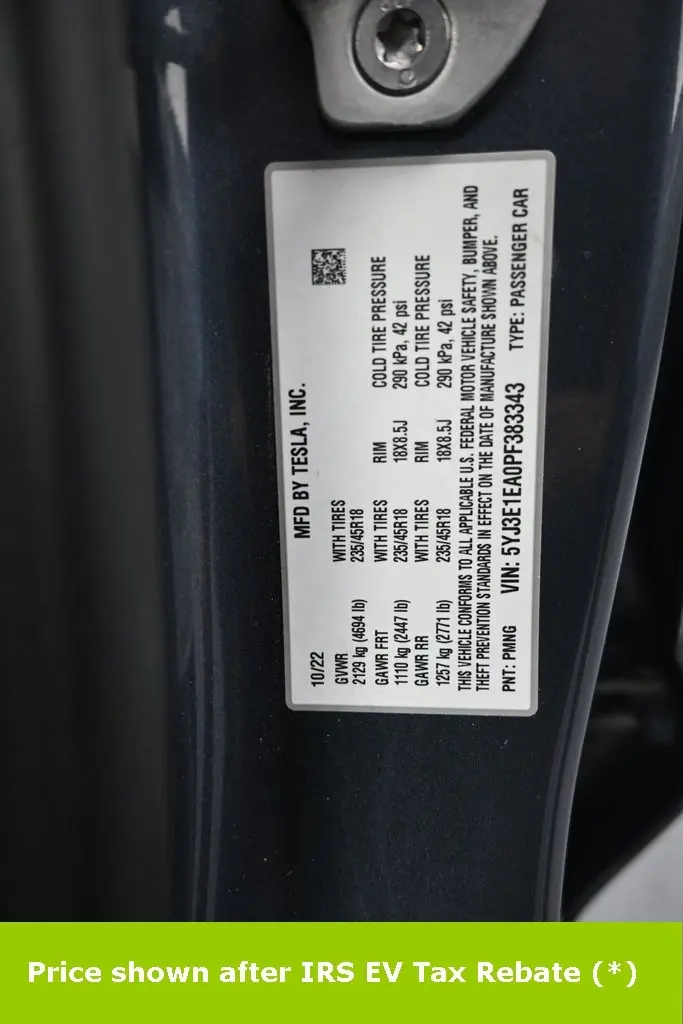 MFD BY TESLA, INC.
10/22
GVWR WITH TIRES
2129 kg (4694 lb) 235/45R18
GAWR FRT WITH TIRES RIM COLD TIRE PRESSURE
1110 kg (2447 lb) 235/45R18 18X8.5J 290 kPa, 42 psi
GAWR RR WITH TIRES RIM COLD TIRE PRESSURE
1257 kg (2771 lb) 235/45R18 18X8.5J 290 kPa, 42 psi
THIS VEHICLE CONFORMS TO ALL APPLICABLE U.S. FEDERAL MOTOR VEHICLE SAFETY, BUMPER, AND
THEFT PREVENTION STANDARDS IN EFFECT ON THE DATE OF MANUFACTURE SHOWN ABOVE.
PNT: PMNG VIN: 5YJ3E1EA0PF383343 TYPE: PASSENGER CAR
Price shown after IRS EV Tax Rebate (*)